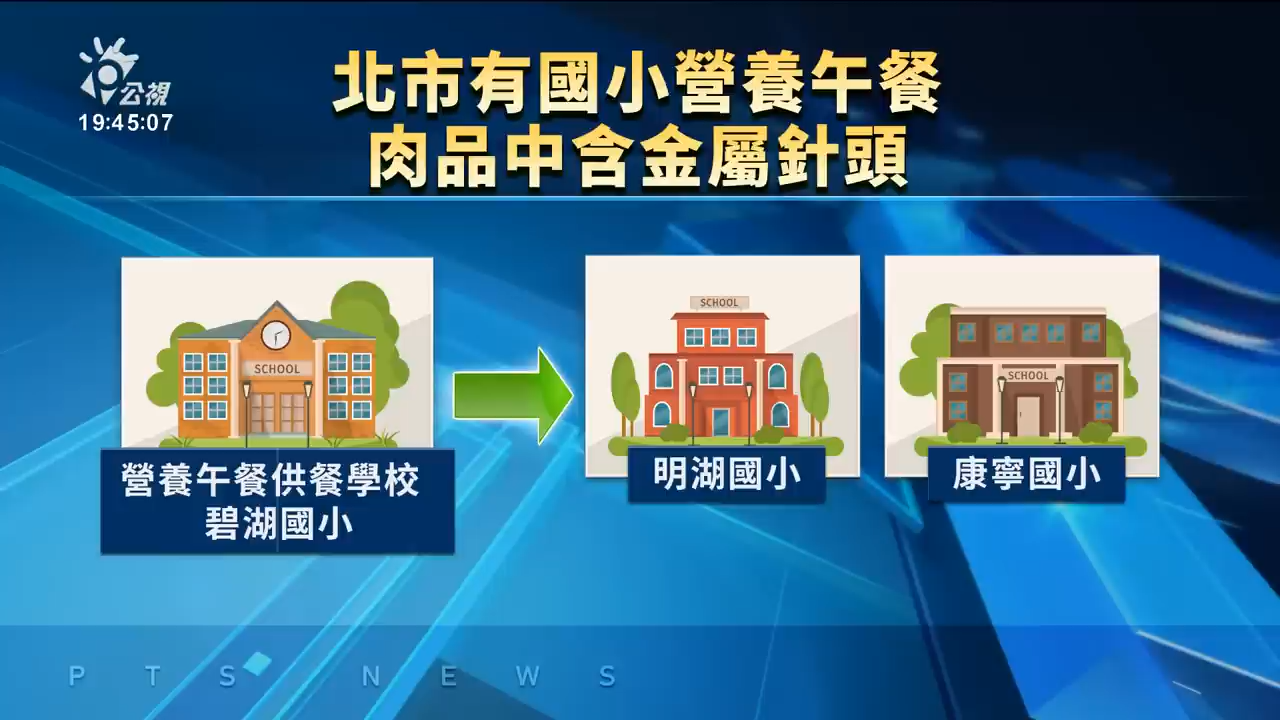 公視
19:45:07
北市有國小營養午餐
肉品中含金屬針頭
SCHOOL
SCHOOL
SCHOOL
營養午餐供餐學校
碧湖國小
明湖國小
康寧國小
PTS NEWS